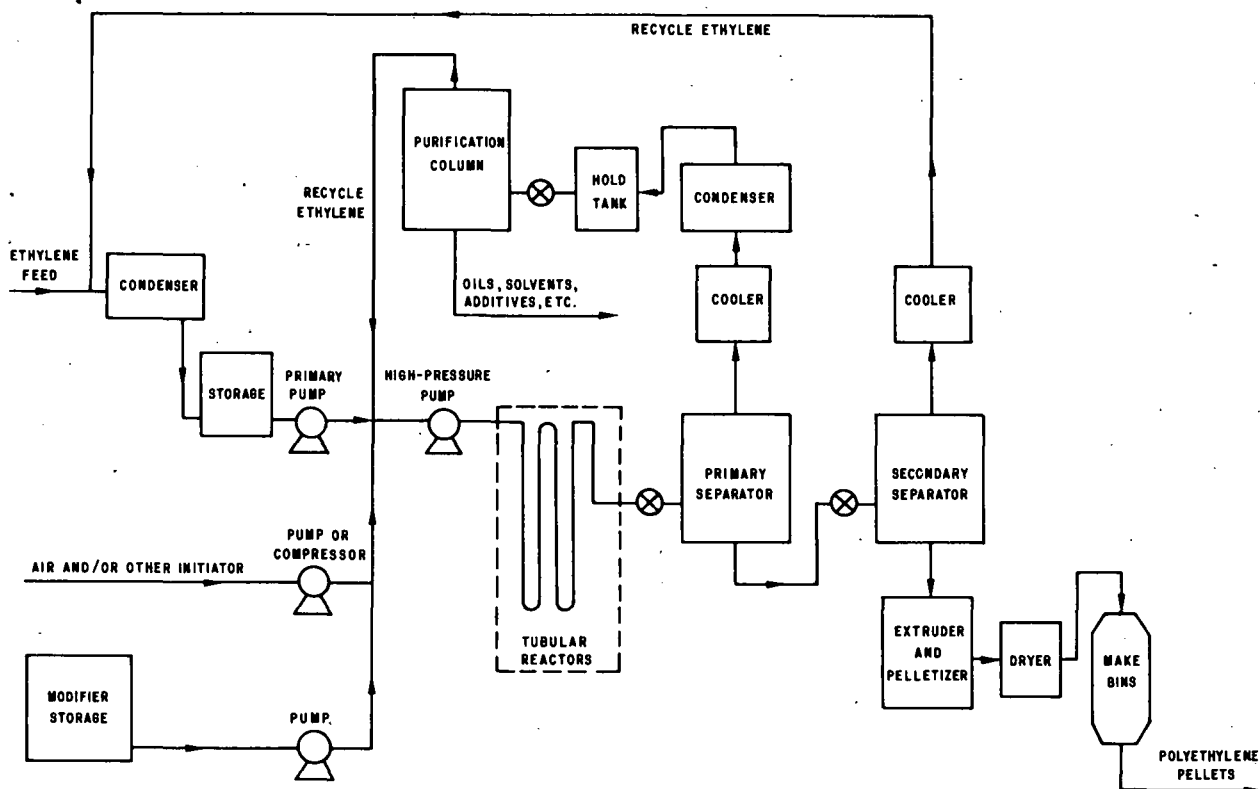 RECYCLE ETHYLENE
PURIFICATION
COLUMN
HOLD
TANK
CONDENSER
RECYCLE
ETHYLENE
ETHYLENE
FEED
CONDENSER
OILS, SOLVENTS,
ADDITIVES, ETC.
COOLER
COOLER
STORAGE
PRIMARY
PUMP
HIGH-PRESSURE
PUMP
PRIMARY
SEPARATOR
SECONDARY
SEPARATOR
AIR AND/OR OTHER INITIATOR
PUMP OR
COMPRESSOR
TUBULAR
REACTORS
EXTRUDER
AND
PELLETIZER
DRYER
MAKE
BINS
MODIFIER
STORAGE
PUMP
POLYETHYLENE
PELLETS